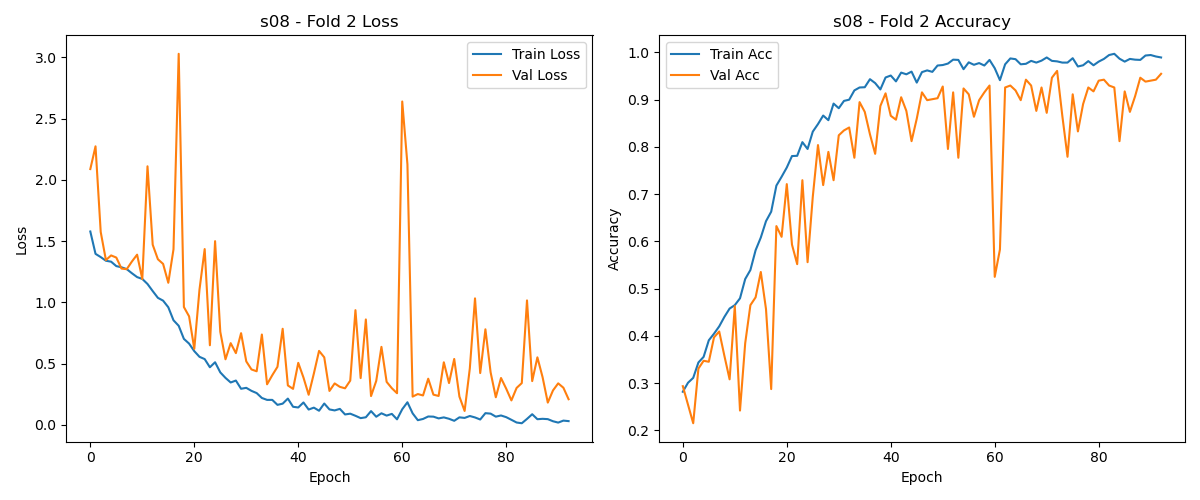 s08 - Fold 2 Loss
Train Loss
Val Loss
3.0
2.5
2.0
1.5
1.0
0.5
0.0
Loss
0
20
40
60
80
Epoch
s08 - Fold 2 Accuracy
Train Acc
Val Acc
1.0
0.9
0.8
0.7
0.6
0.5
0.4
0.3
0.2
Accuracy
0
20
40
60
80
Epoch